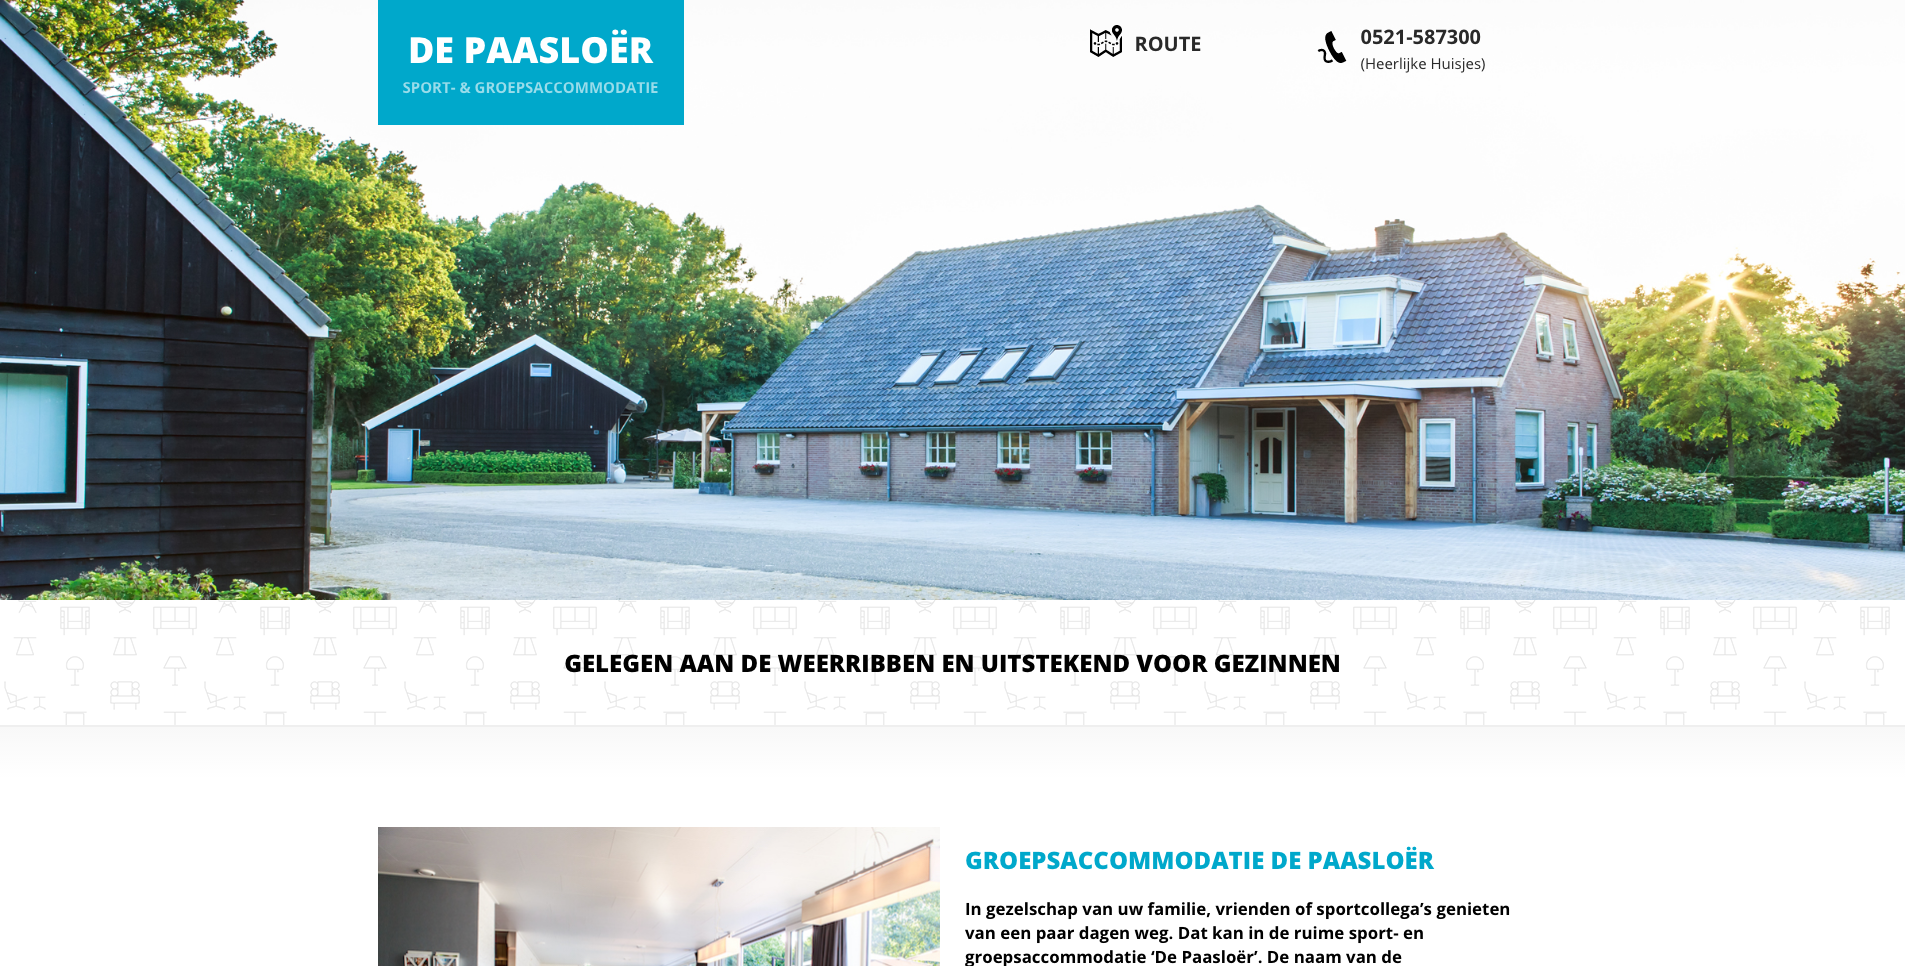 DE PAASLOËR
SPORT- & GROEPSACCOMMODATIE
ROUTE
0521-587300
(Heerlijke Huisjes)
GELEGEN AAN DE WEERRIBBEN EN UITSTEKEND VOOR GEZINNEN
GROEPSACCOMMODATIE DE PAASLOËR
In gezelschap van uw familie, vrienden of sportcollega’s genieten
van een paar dagen weg. Dat kan in de ruime sport- en
groepsaccommodatie ‘De Paasloër’. De naam van de